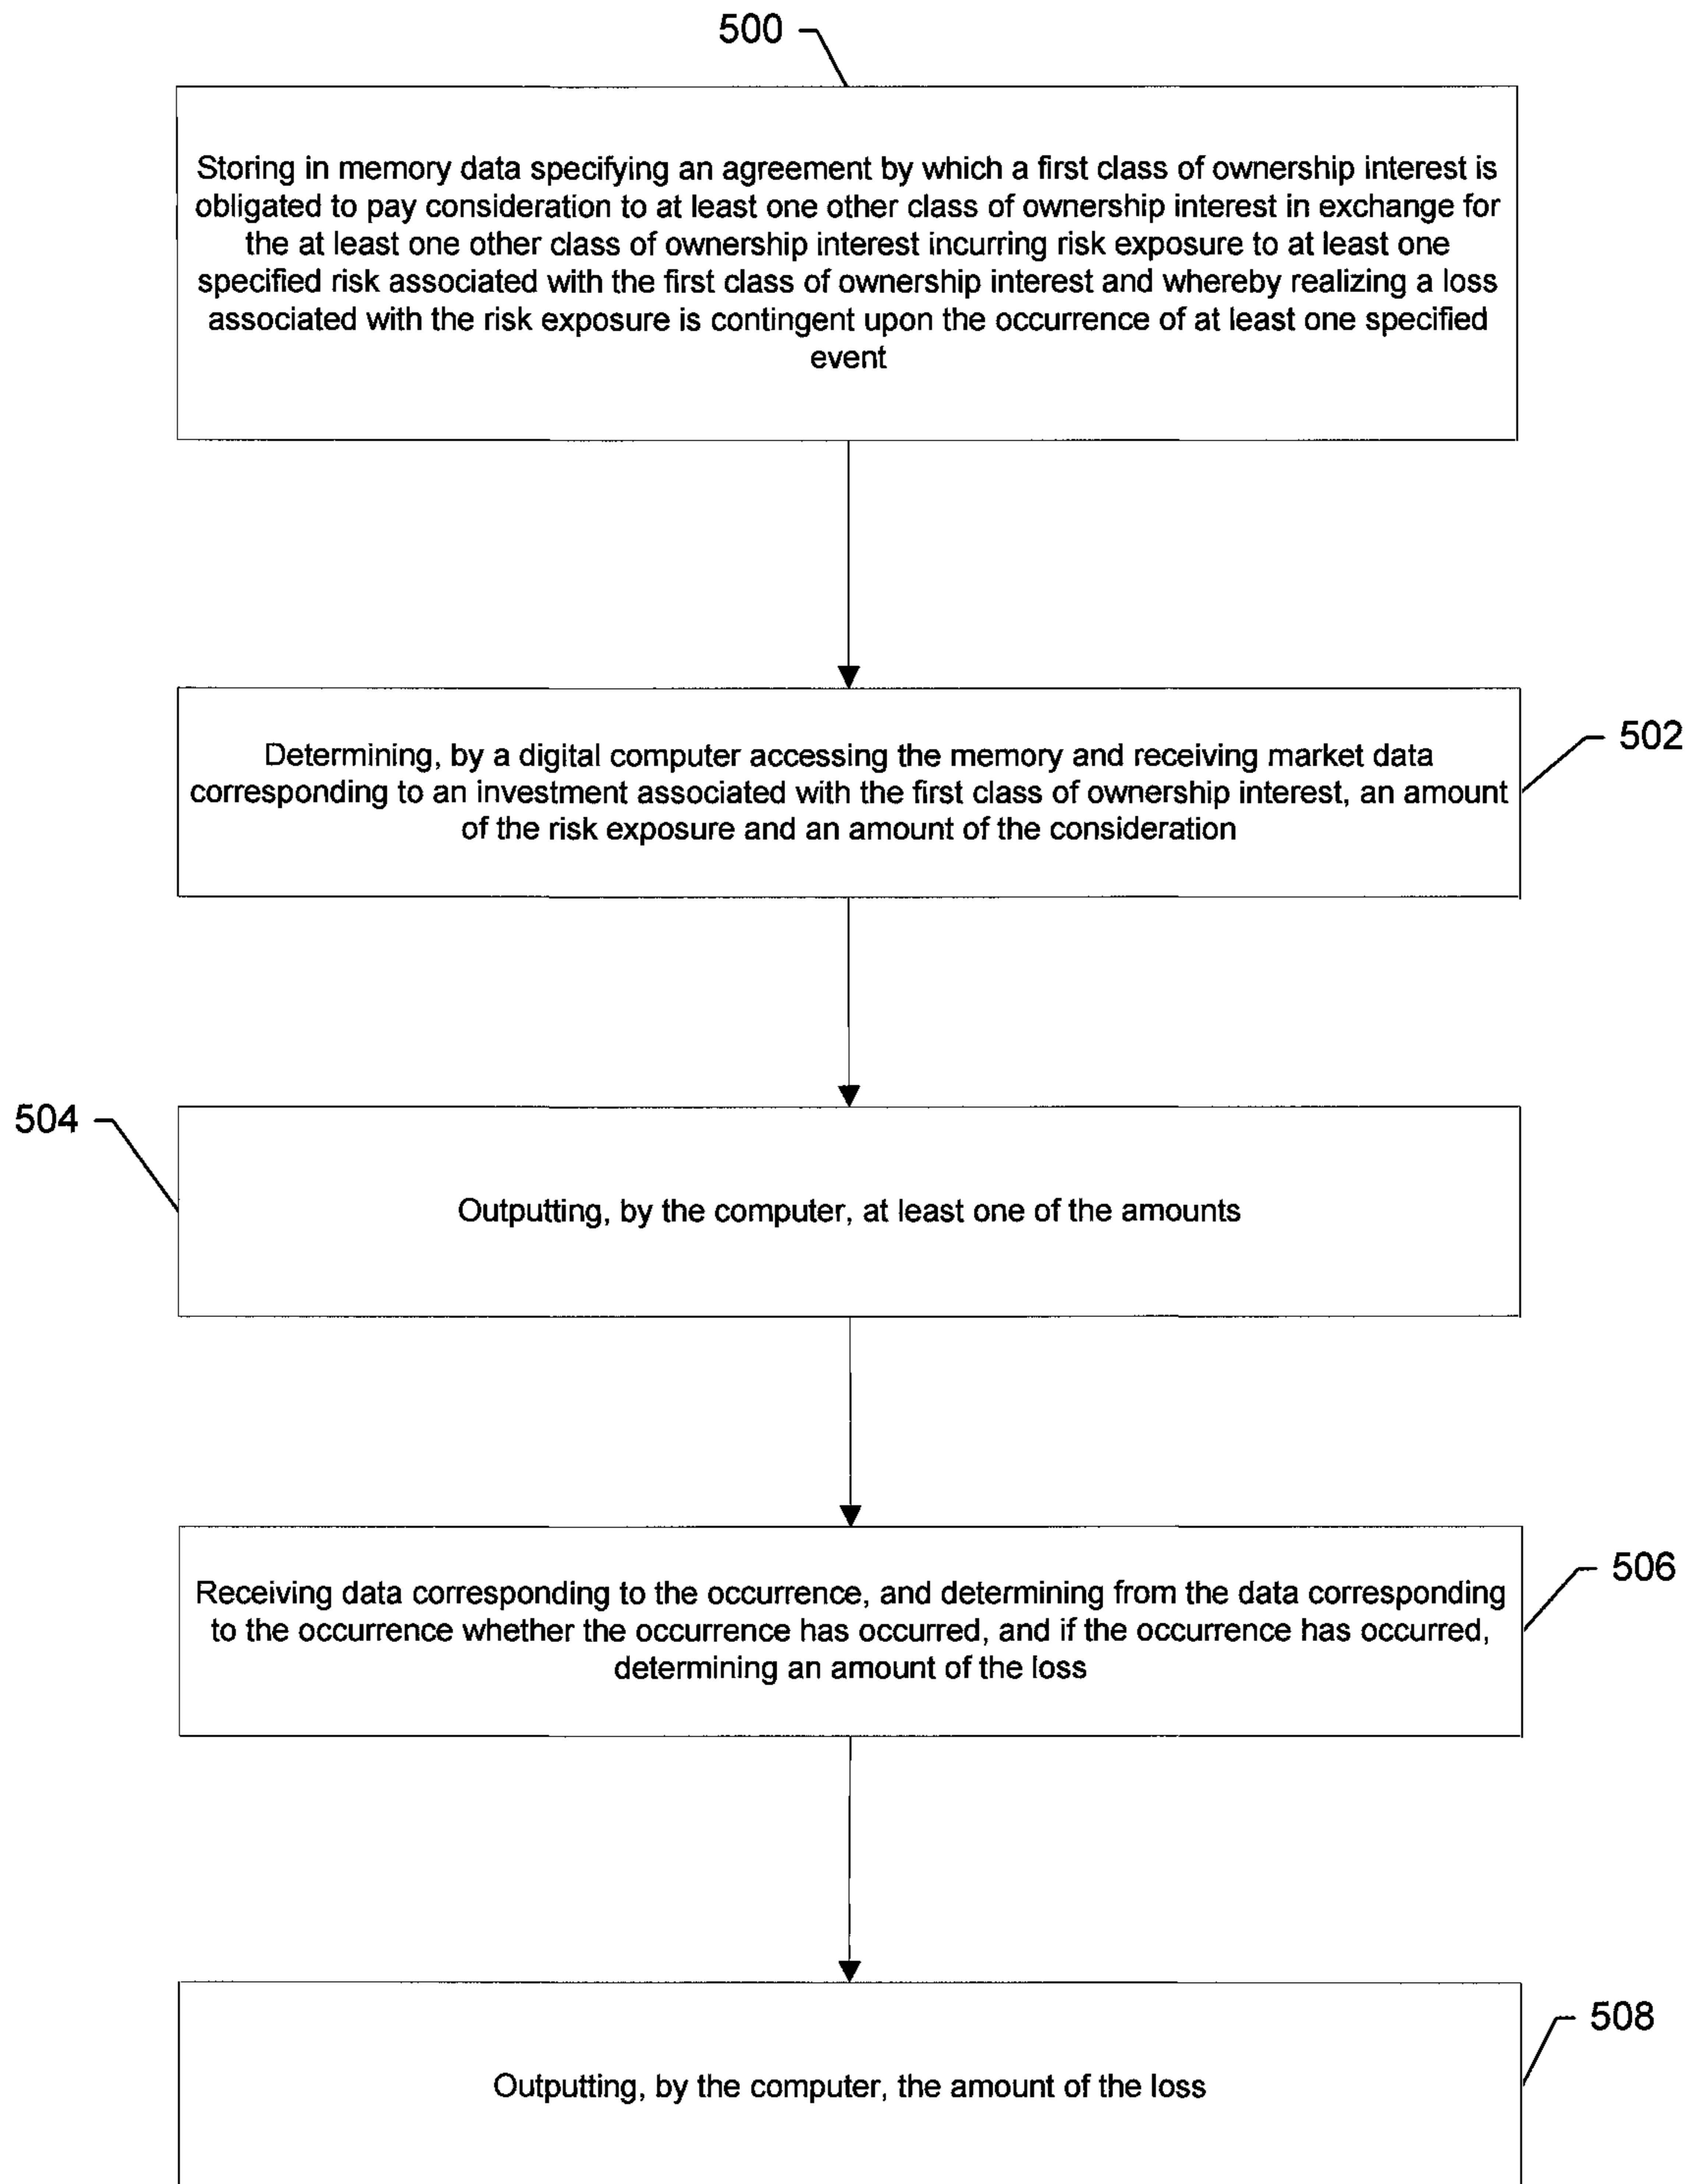 500
Storing in memory data specifying an agreement by which a first class of ownership interest is
obligated to pay consideration to at least one other class of ownership interest in exchange for
the at least one other class of ownership interest incurring risk exposure to at least one
specified risk associated with the first class of ownership interest and whereby realizing a loss
associated with the risk exposure is contingent upon the occurrence of at least one specified
event
502
Determining, by a digital computer accessing the memory and receiving market data
corresponding to an investment associated with the first class of ownership interest, an amount
of the risk exposure and an amount of the consideration
504
Outputting, by the computer, at least one of the amounts
506
Receiving data corresponding to the occurrence, and determining from the data corresponding
to the occurrence whether the occurrence has occurred, and if the occurrence has occurred,
determining an amount of the loss
508
Outputting, by the computer, the amount of the loss